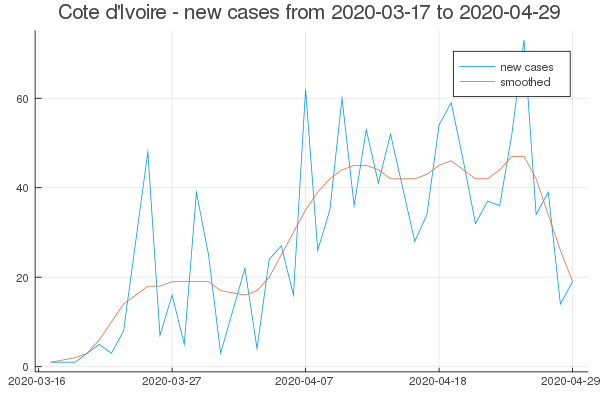 Cote d'Ivoire - new cases from 2020-03-17 to 2020-04-29
new cases
smoothed
60
40
20
0
2020-03-16 2020-03-27 2020-04-07 2020-04-18 2020-04-29